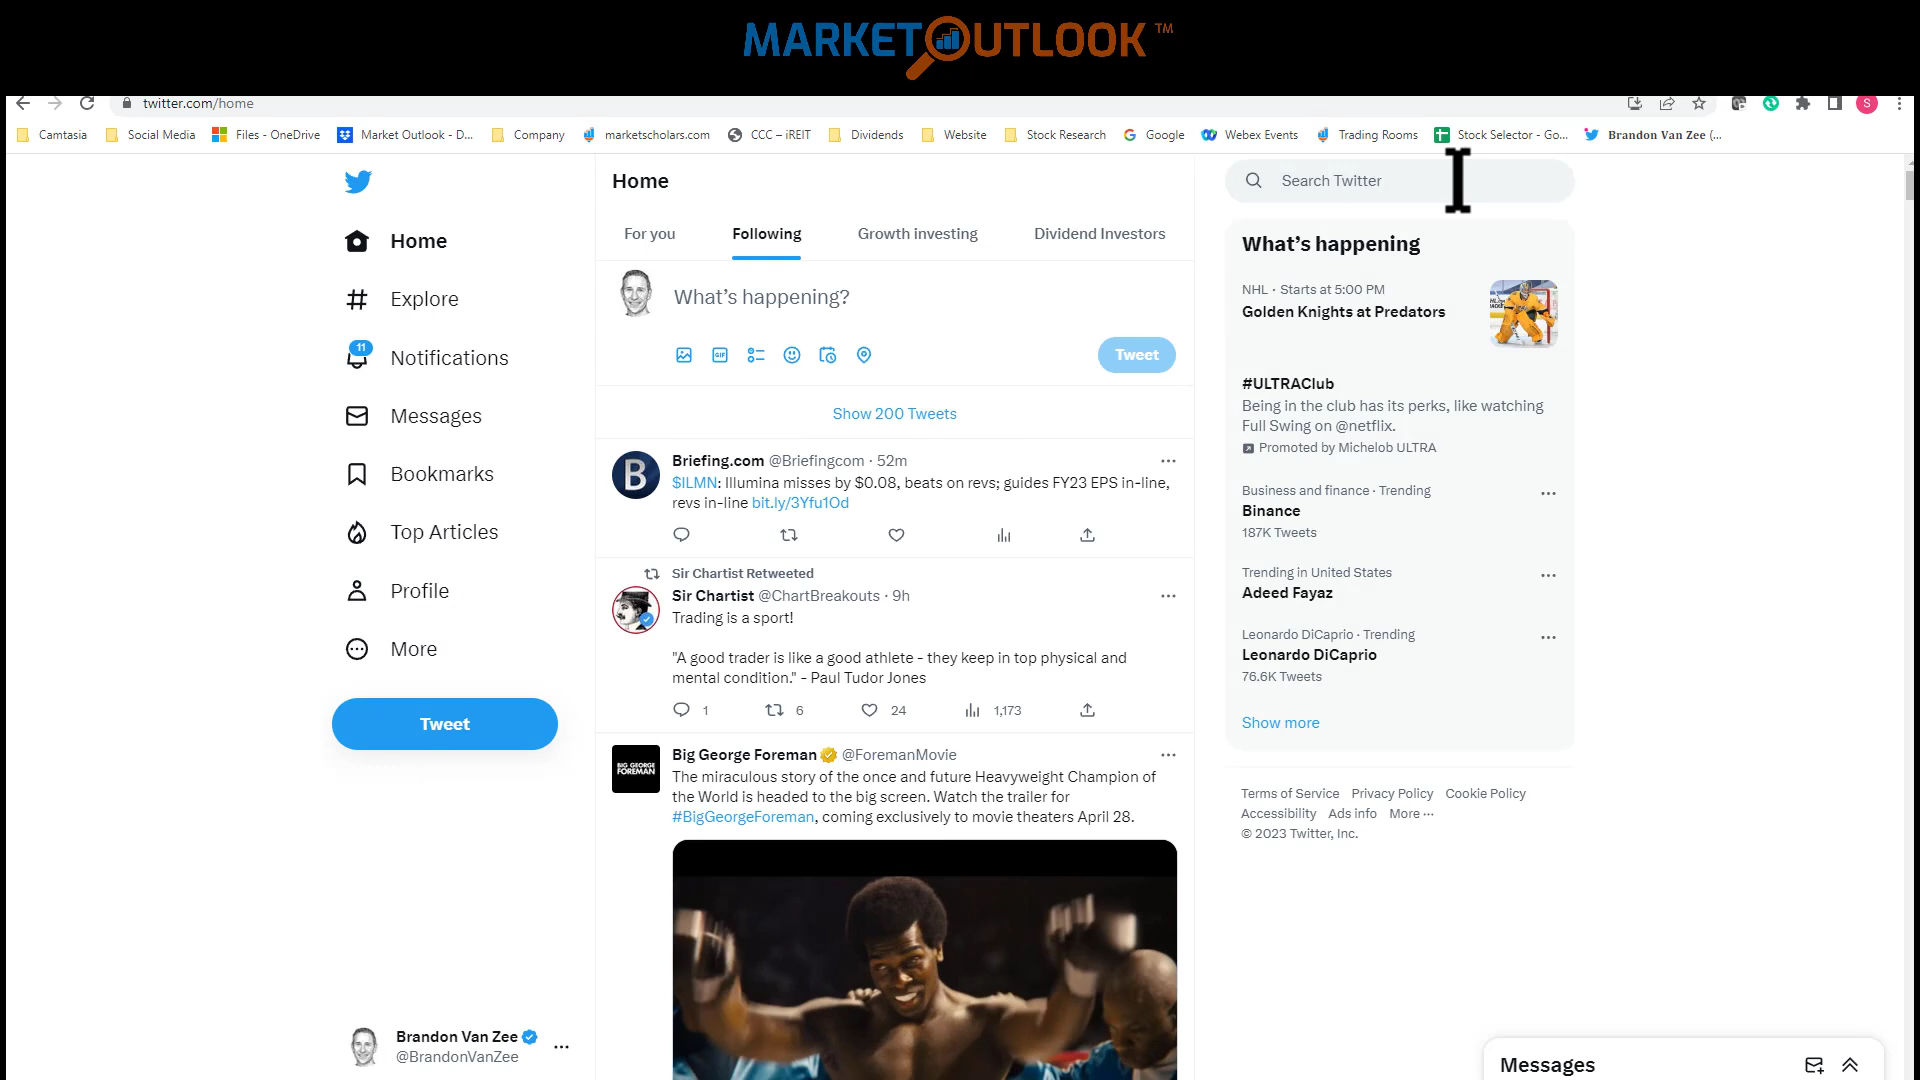 MARKETOUTLOOK™
twitter.com/home
S
Camtasia
Social Media
Files - OneDrive
Market Outlook - D...
Company
marketscholars.com
CCC – iREIT
Dividends
Website
Stock Research
Google
Webex Events
Trading Rooms
Stock Selector - Go...
Brandon Van Zee (...
Home
Explore
11
Notifications
Messages
Bookmarks
Top Articles
Profile
More
Tweet
Brandon Van Zee
@BrandonVanZee
Home
For you
Following
Growth investing
Dividend Investors
What's happening?
GIF
Tweet
Show 200 Tweets
B
Briefing.com @Briefingcom · 52m
$ILMN: Illumina misses by $0.08, beats on revs; guides FY23 EPS in-line,
revs in-line bit.ly/3Yfu1Od
Sir Chartist Retweeted
Sir Chartist @ChartBreakouts · 9h
Trading is a sport!
"A good trader is like a good athlete - they keep in top physical and
mental condition." - Paul Tudor Jones
1
6
24
1,173
BIG GEORGE
FOREMAN
Big George Foreman @ForemanMovie
The miraculous story of the once and future Heavyweight Champion of
the World is headed to the big screen. Watch the trailer for
#BigGeorgeForeman, coming exclusively to movie theaters April 28.
Search Twitter
What's happening
NHL · Starts at 5:00 PM
Golden Knights at Predators
#ULTRAClub
Being in the club has its perks, like watching
Full Swing on @netflix.
Promoted by Michelob ULTRA
Business and finance · Trending
Binance
187K Tweets
Trending in United States
Adeed Fayaz
Leonardo DiCaprio · Trending
Leonardo DiCaprio
76.6K Tweets
Show more
Terms of Service Privacy Policy Cookie Policy
Accessibility Ads info More ···
© 2023 Twitter, Inc.
Messages